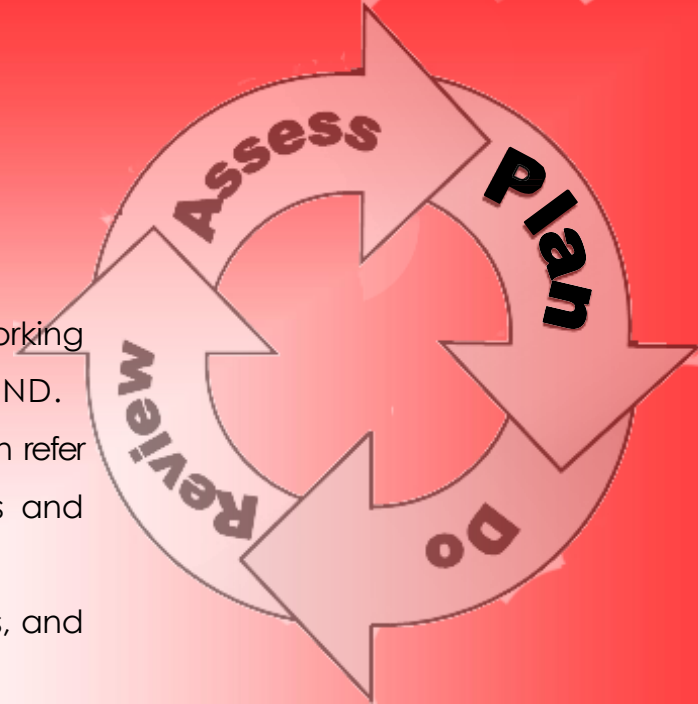 Assess
Plan
Do
Review
orking
ND.
n refer
s and
s, and